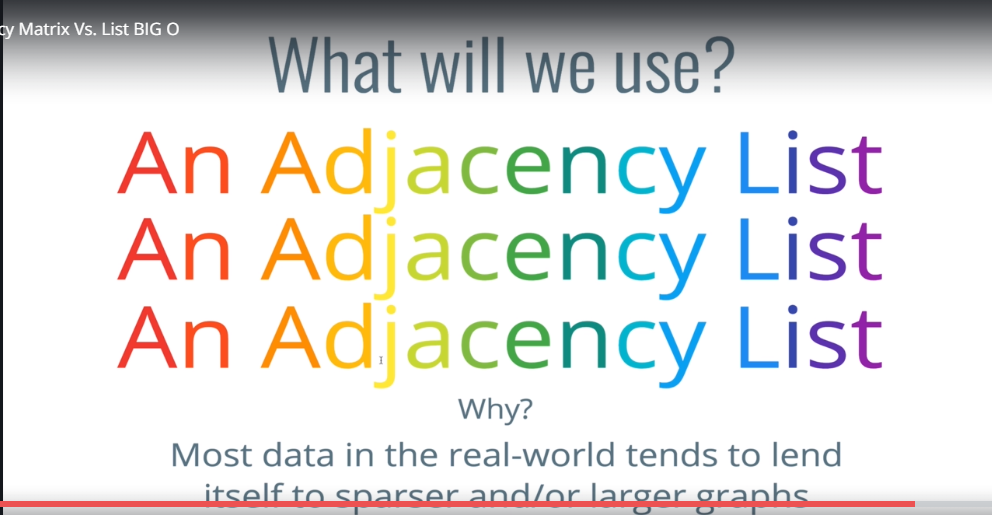 cy Matrix Vs. List BIG O
What will we use?
An Adjacency List
An Adjacency List
An Adjacency List
Why?
Most data in the real-world tends to lend
itself to sparser and/or larger graphs